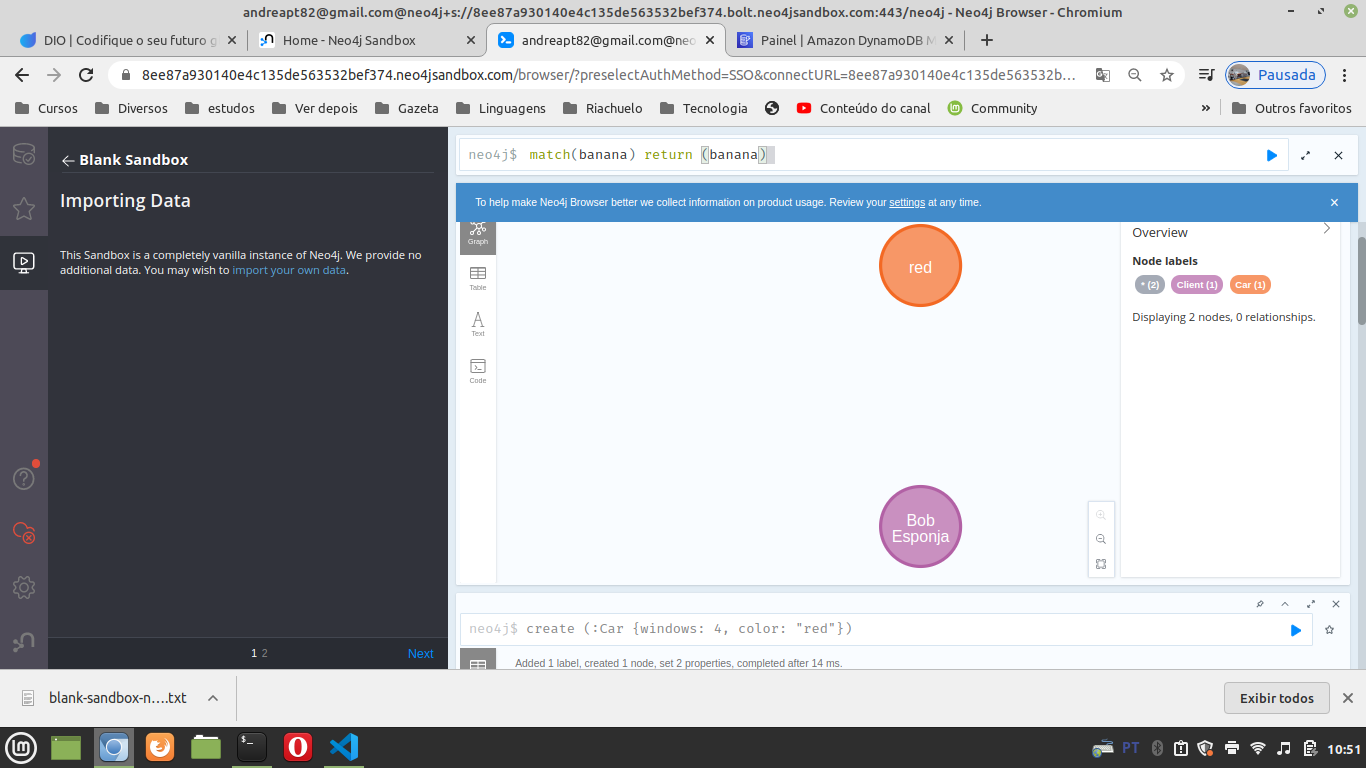 andreapt82@gmail.com@neo4j+s://8ee87a930140e4c135de563532bef374.bolt.neo4jsandbox.com:443/neo4j - Neo4j Browser - Chromium
DIO | Codifique o seu futuro g
Home - Neo4j Sandbox
andreapt82@gmail.com@neo
Painel | Amazon DynamoDB M
8ee87a930140e4c135de563532bef374.neo4jsandbox.com/browser/?preselectAuthMethod=SSO&connectURL=8ee87a930140e4c135de563532b...
Pausada
Cursos
Diversos
estudos
Ver depois
Gazeta
Linguagens
Riachuelo
Tecnologia
Conteúdo do canal
Community
»
Outros favoritos
Blank Sandbox
Importing Data
This Sandbox is a completely vanilla instance of Neo4j. We provide no
additional data. You may wish to import your own data.
1 2
Next
neo4j$ match(banana) return (banana)
To help make Neo4j Browser better we collect information on product usage. Review your settings at any time.
Graph
Table
Text
Code
red
Bob
Esponja
Overview
Node labels
* (2) Client (1) Car (1)
Displaying 2 nodes, 0 relationships.
neo4j$ create (:Car {windows: 4, color: "red"})
Added 1 label, created 1 node, set 2 properties, completed after 14 ms.
blank-sandbox-n….txt
Exibir todos
PT
10:51